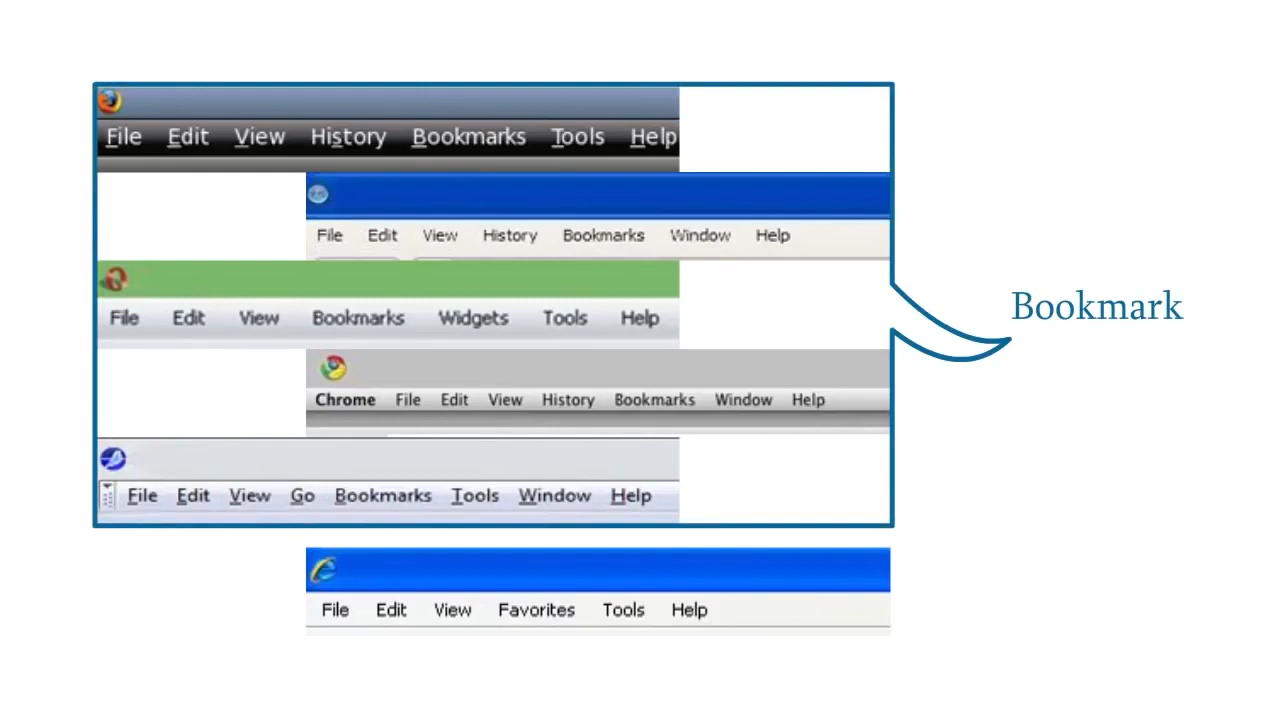 File Edit View History Bookmarks Tools Help
File Edit View History Bookmarks Window Help
File Edit View Bookmarks Widgets Tools Help
Bookmark
Chrome File Edit View History Bookmarks Window Help
File Edit View Go Bookmarks Tools Window Help
File Edit View Favorites Tools Help